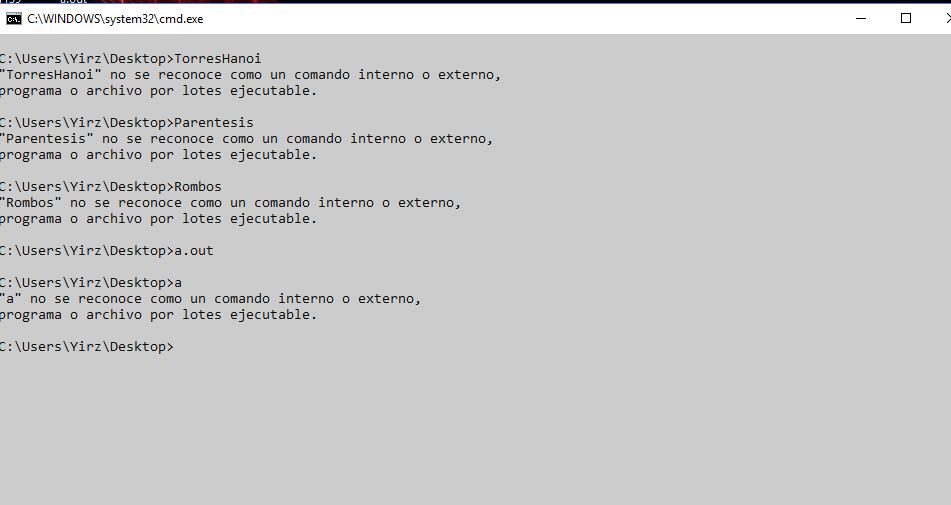 a.out
C:\WINDOWS\system32\cmd.exe
C:\Users\Yirz\Desktop>TorresHanoi
"TorresHanoi" no se reconoce como un comando interno o externo,
programa o archivo por lotes ejecutable.
C:\Users\Yirz\Desktop>Parentesis
"Parentesis" no se reconoce como un comando interno o externo,
programa o archivo por lotes ejecutable.
C:\Users\Yirz\Desktop>Rombos
"Rombos" no se reconoce como un comando interno o externo,
programa o archivo por lotes ejecutable.
C:\Users\Yirz\Desktop>a.out
C:\Users\Yirz\Desktop>a
"a" no se reconoce como un comando interno o externo,
programa o archivo por lotes ejecutable.
C:\Users\Yirz\Desktop>